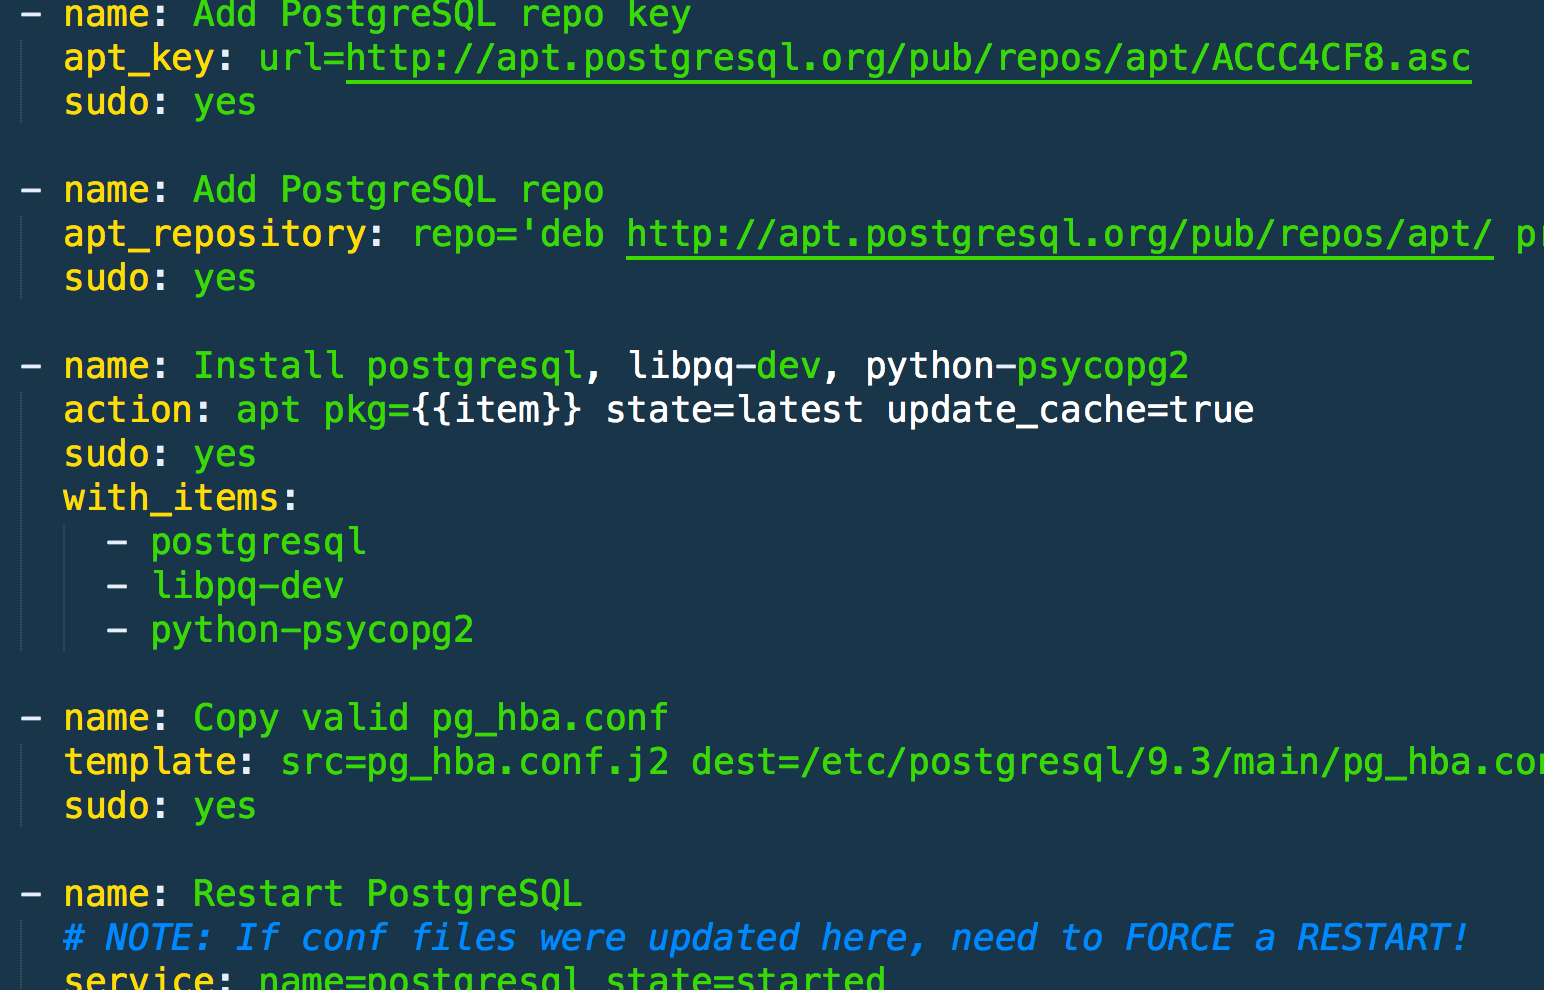 - name: Add PostgreSQL repo key
  apt_key: url=http://apt.postgresql.org/pub/repos/apt/ACCC4CF8.asc
  sudo: yes

- name: Add PostgreSQL repo
  apt_repository: repo='deb http://apt.postgresql.org/pub/repos/apt/
  sudo: yes

- name: Install postgresql, libpq-dev, python-psycopg2
  action: apt pkg={{item}} state=latest update_cache=true
  sudo: yes
  with_items:
    - postgresql
    - libpq-dev
    - python-psycopg2

- name: Copy valid pg_hba.conf
  template: src=pg_hba.conf.j2 dest=/etc/postgresql/9.3/main/pg_hba.con
  sudo: yes

- name: Restart PostgreSQL
  # NOTE: If conf files were updated here, need to FORCE a RESTART!
  service: name=postgresql state=started